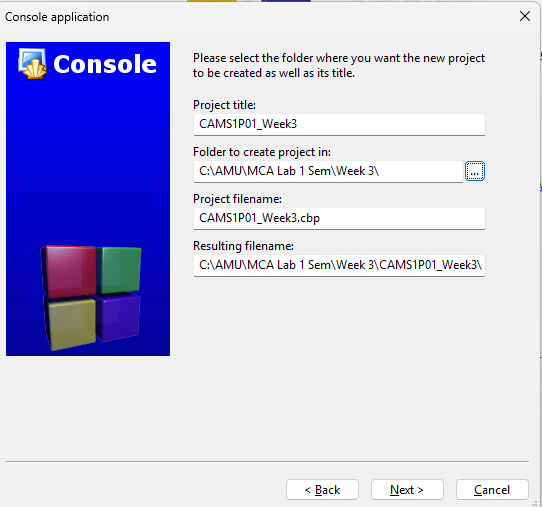 Console application
Console
Please select the folder where you want the new project
to be created as well as its title.
Project title:
CAMS1P01_Week3
Folder to create project in:
C:\AMU\MCA Lab 1 Sem\Week 3\
...
Project filename:
CAMS1P01_Week3.cbp
Resulting filename:
C:\AMU\MCA Lab 1 Sem\Week 3\CAMS1P01_Week3\
< Back
Next >
Cancel